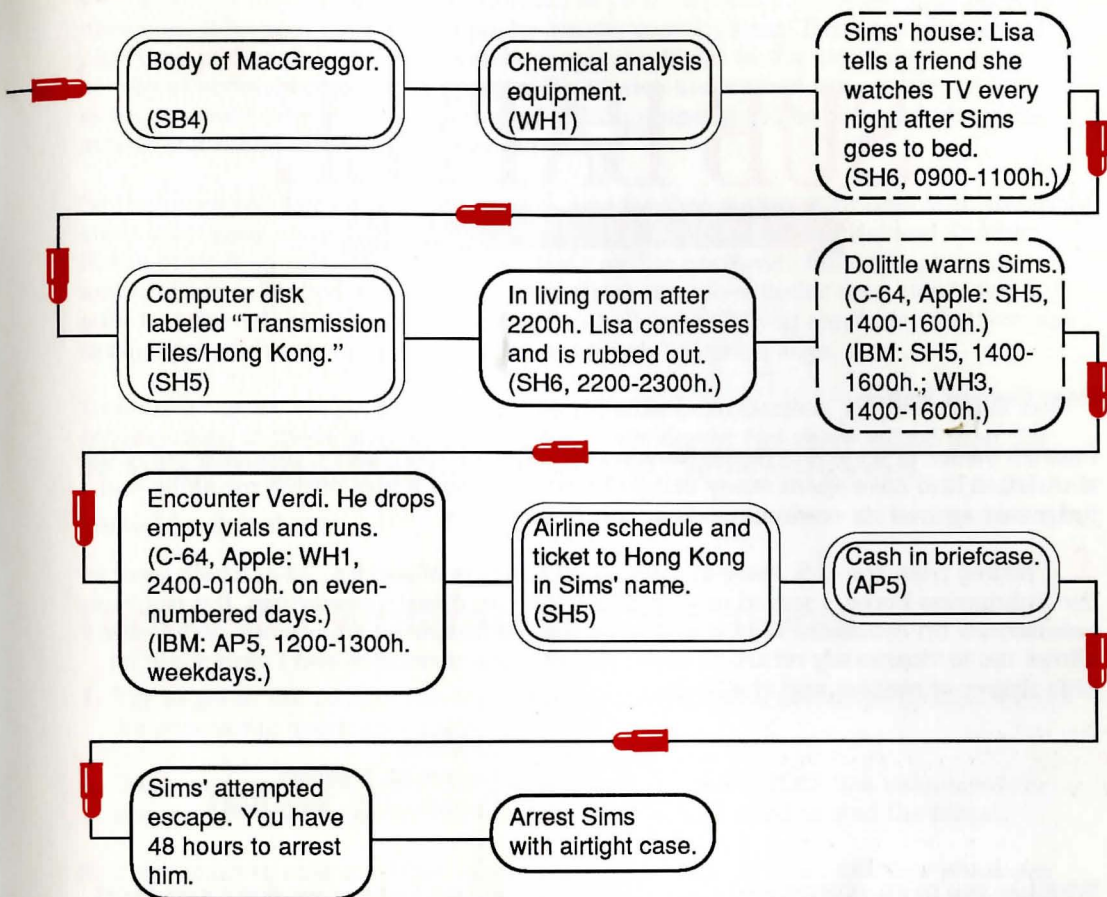 Body of MacGreggor.
(SB4)
Chemical analysis
equipment.
(WH1)
Sims' house: Lisa
tells a friend she
watches TV every
night after Sims
goes to bed.
(SH6, 0900-1100h.)
Computer disk
labeled "Transmission
Files/Hong Kong."
(SH5)
In living room after
2200h. Lisa confesses
and is rubbed out.
(SH6, 2200-2300h.)
Dolittle warns Sims.
(C-64, Apple: SH5,
1400-1600h.)
(IBM: SH5, 1400-
1600h.; WH3,
1400-1600h.)
Encounter Verdi. He drops
empty vials and runs.
(C-64, Apple: WH1,
2400-0100h. on even-
numbered days.)
(IBM: AP5, 1200-1300h.
weekdays.)
Airline schedule and
ticket to Hong Kong
in Sims' name.
(SH5)
Cash in briefcase.
(AP5)
Sims' attempted
escape. You have
48 hours to arrest
him.
Arrest Sims
with airtight case.